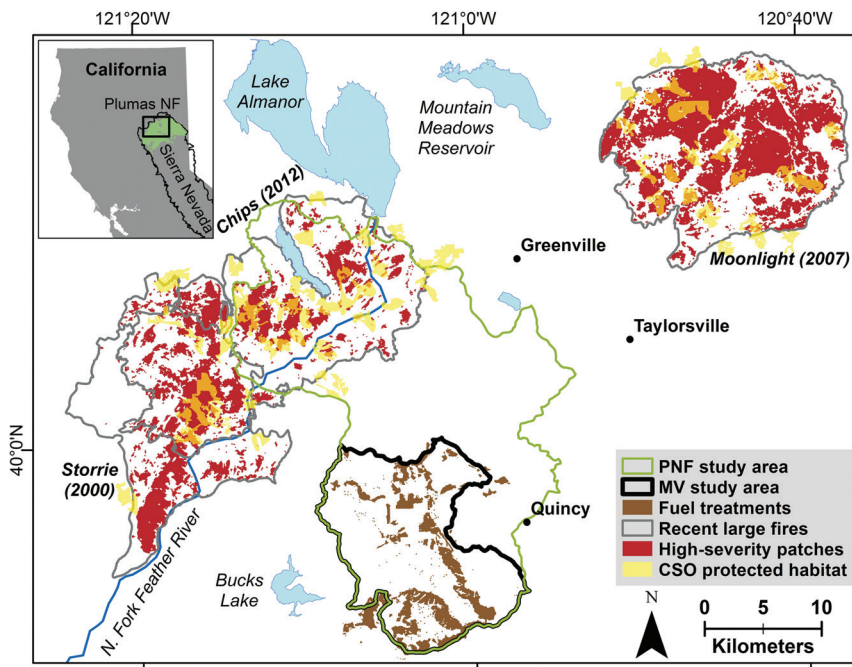 121°20'W
121°0'W
120°40'W
California
Plumas NF
Sierra Nevada
Lake
Almanor
Mountain
Meadows
Reservoir
Chips (2012)
Greenville
Moonlight (2007)
Taylorsville
40°0'N
Storrie
(2000)
Quincy
N. Fork Feather River
Bucks
Lake
PNF study area
MV study area
Fuel treatments
Recent large fires
High-severity patches
CSO protected habitat
N
0 5 10
Kilometers